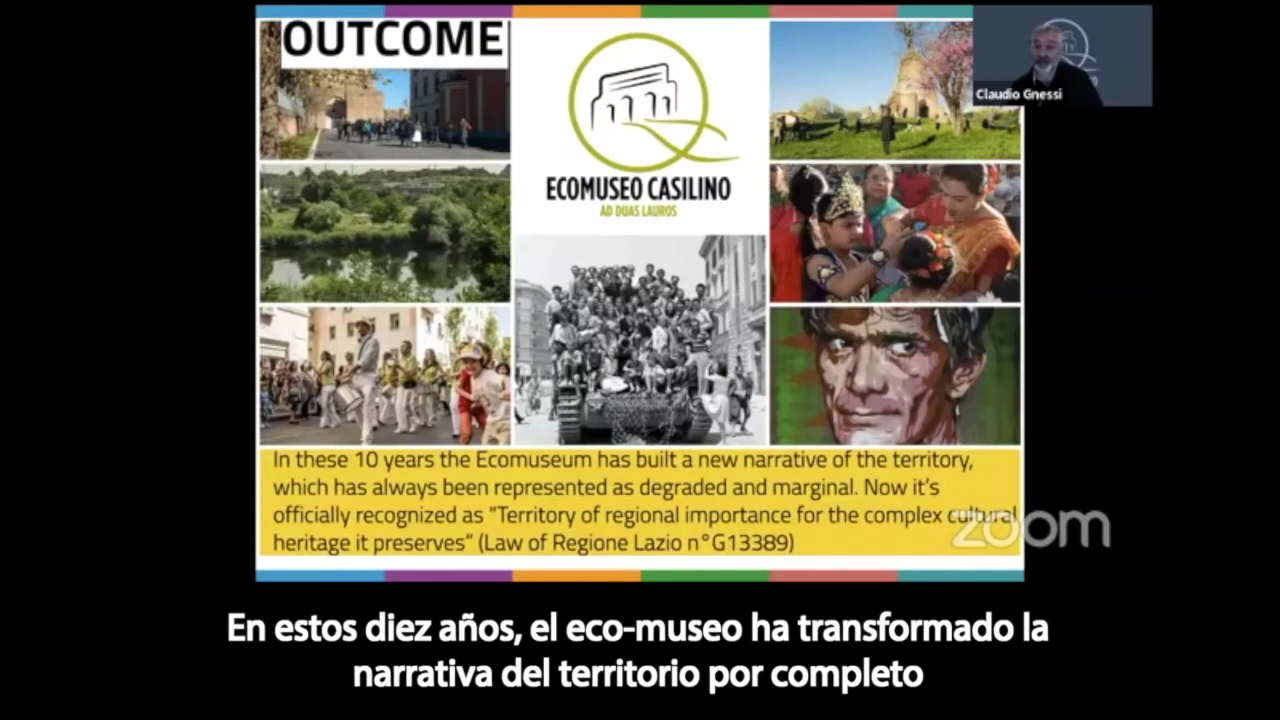 OUTCOME
ECOMUSEO CASILINO
AD DUAS LAUROS
Claudio Gnessi
In these 10 years the Ecomuseum has built a new narrative of the territory,
which has always been represented as degraded and marginal. Now it's
officially recognized as "Territory of regional importance for the complex cultural
heritage it preserves" (Law of Regione Lazio n°G13389)
zoom
En estos diez años, el eco-museo ha transformado la
narrativa del territorio por completo